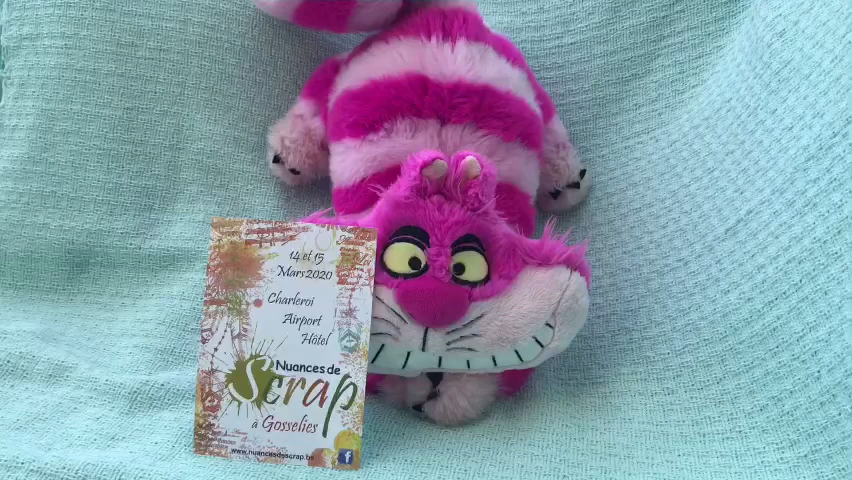 14 et 15
Mars 2020
Charleroi
Airport
Hôtel
Nuances de
Scrap
à Gosselies
www.nuancesdescrap.be
f